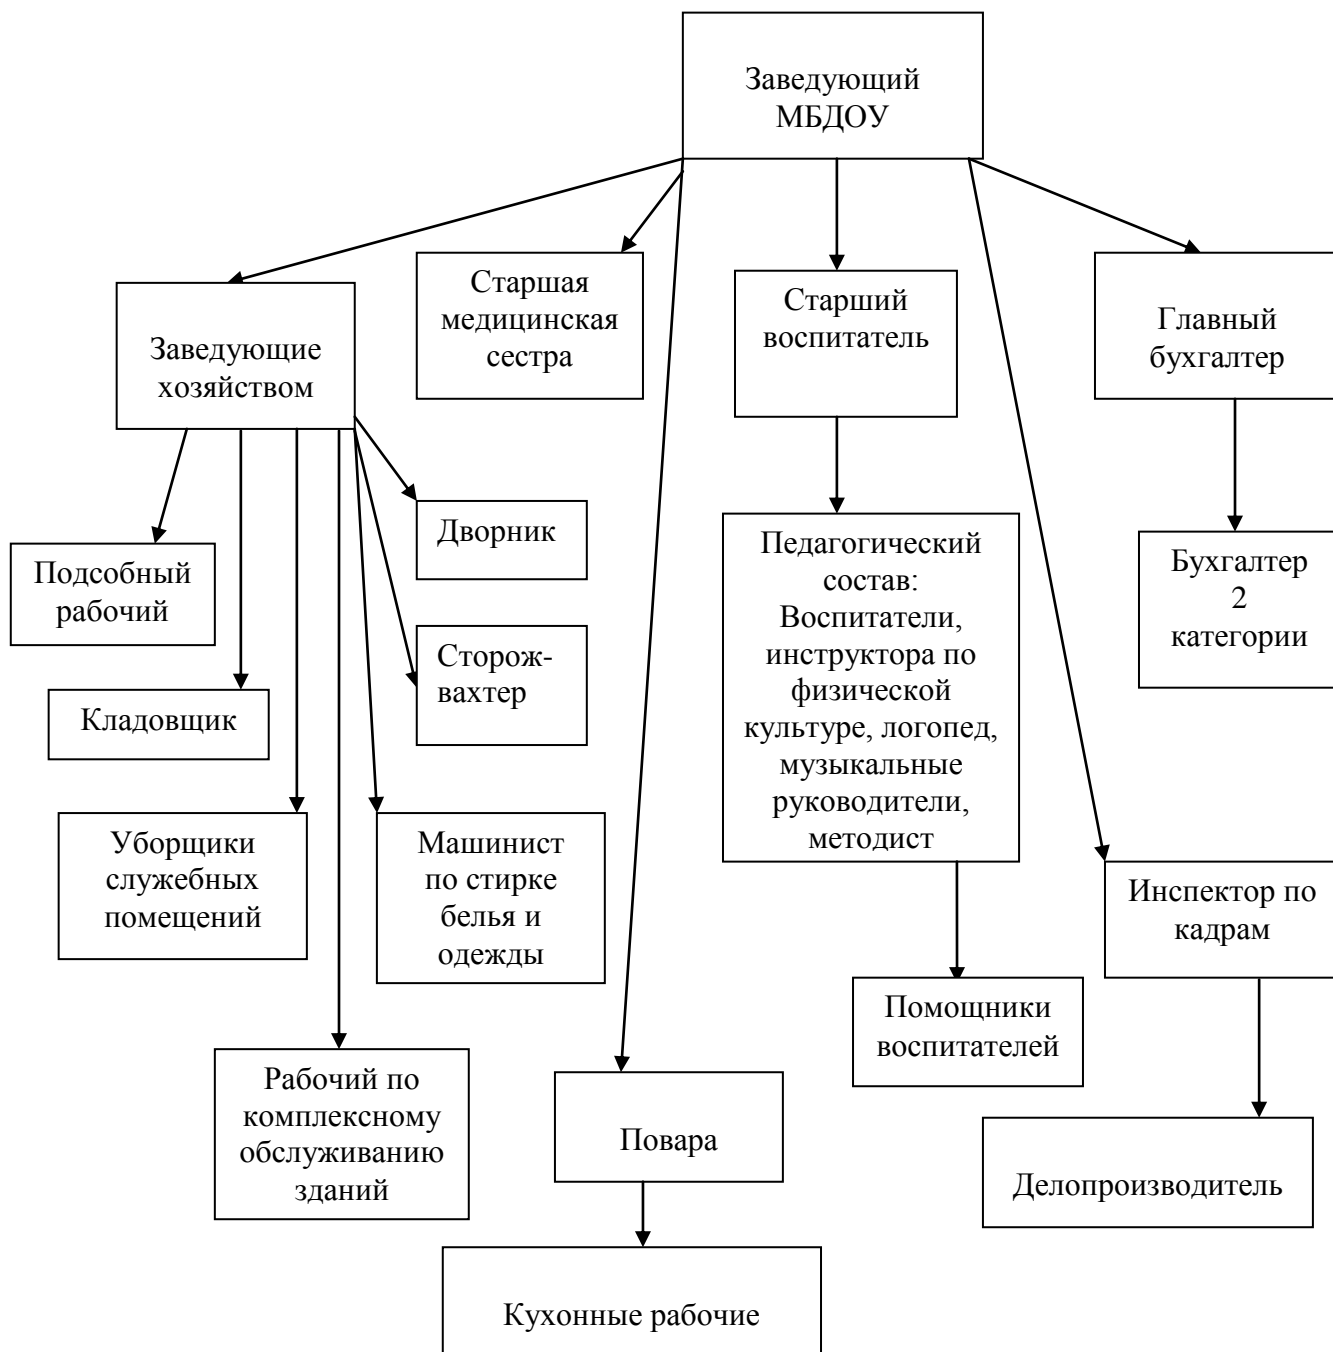 Заведующий
МБДОУ
Старшая
медицинская
сестра
Старший
воспитатель
Главный
бухгалтер
Заведующие
хозяйством
Дворник
Педагогический
состав:
Воспитатели,
инструктора по
физической
культуре, логопед,
музыкальные
руководители,
методист
Бухгалтер
2
категории
Подсобный
рабочий
Сторож-
вахтер
Кладовщик
Уборщики
служебных
помещений
Машинист
по стирке
белья и
одежды
Инспектор по
кадрам
Помощники
воспитателей
Рабочий по
комплексному
обслуживанию
зданий
Повара
Делопроизводитель
Кухонные рабочие